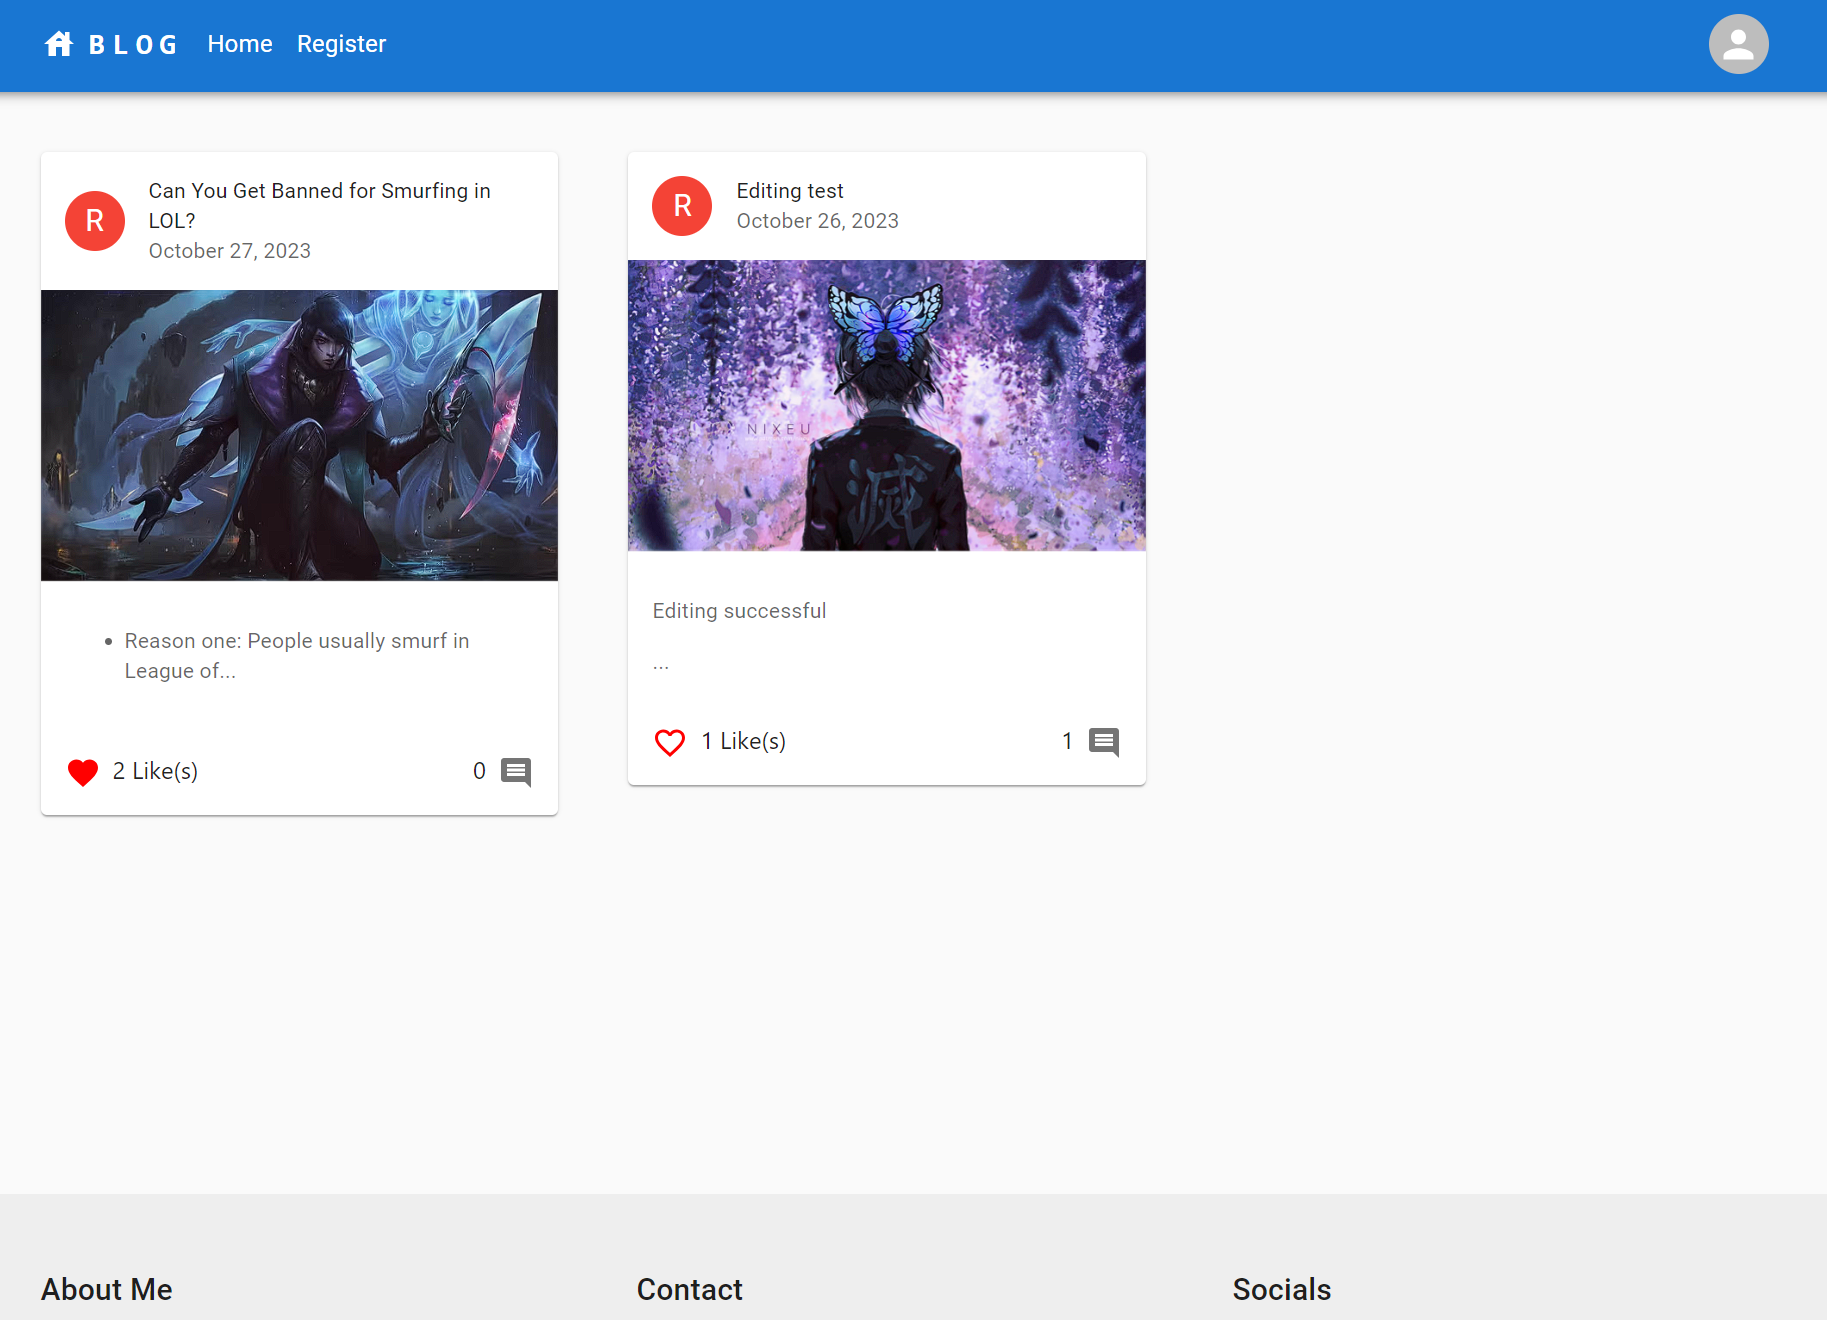 BLOG Home Register
R
Can You Get Banned for Smurfing in
LOL?
October 27, 2023
Reason one: People usually smurf in
League of...
2 Like(s) 0
R
Editing test
October 26, 2023
NIXEU
滅
Editing successful
...
1 Like(s) 1
About Me
Contact
Socials